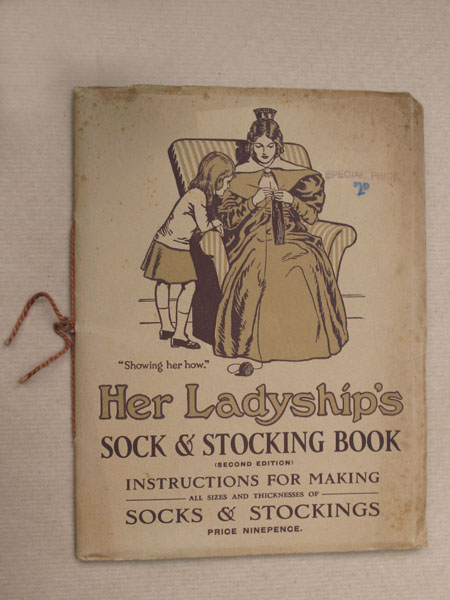 SPECIAL PRICE
"Showing her how."
Her Ladyship's
SOCK & STOCKING BOOK
(SECOND EDITION)
INSTRUCTIONS FOR MAKING
ALL SIZES AND THICKNESSES OF
SOCKS & STOCKINGS
PRICE NINEPENCE.